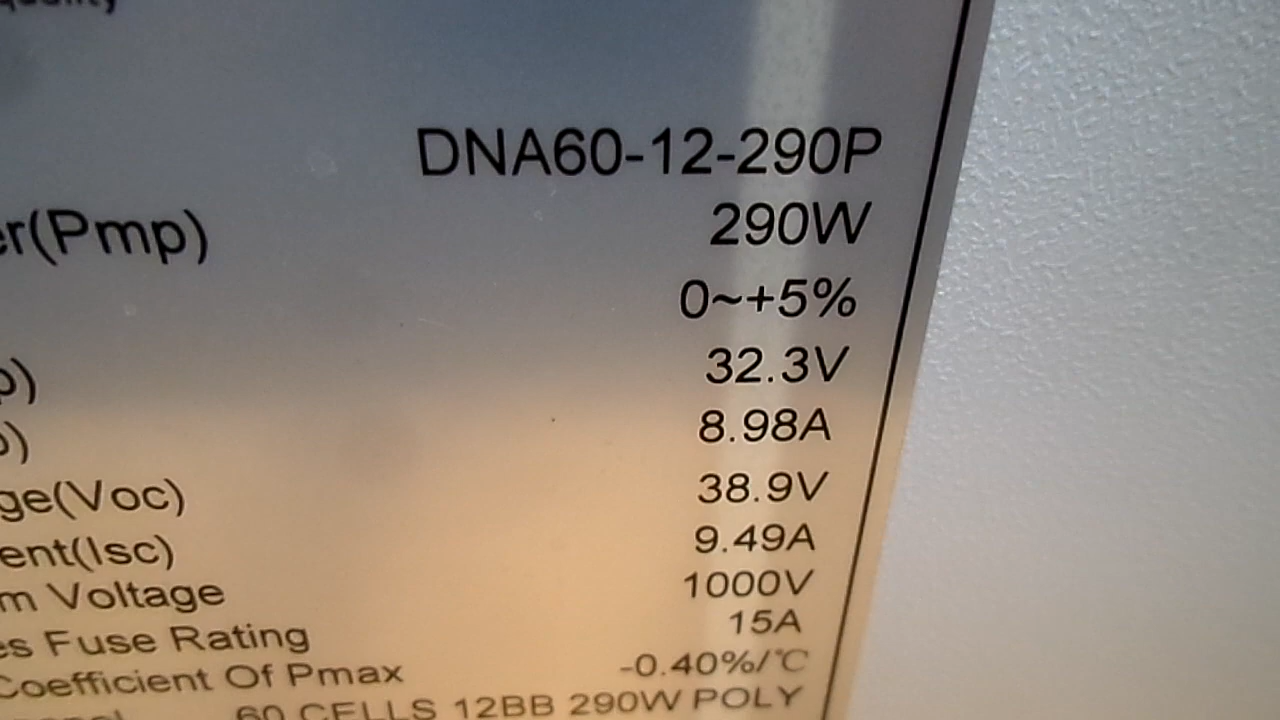 quality
DNA60-12-290P
er(Pmp) 290W
0~+5%
p) 32.3V
p) 8.98A
ge(Voc) 38.9V
ent(Isc) 9.49A
m Voltage 1000V
es Fuse Rating 15A
Coefficient Of Pmax -0.40%/℃
60 CELLS 12BB 290W POLY